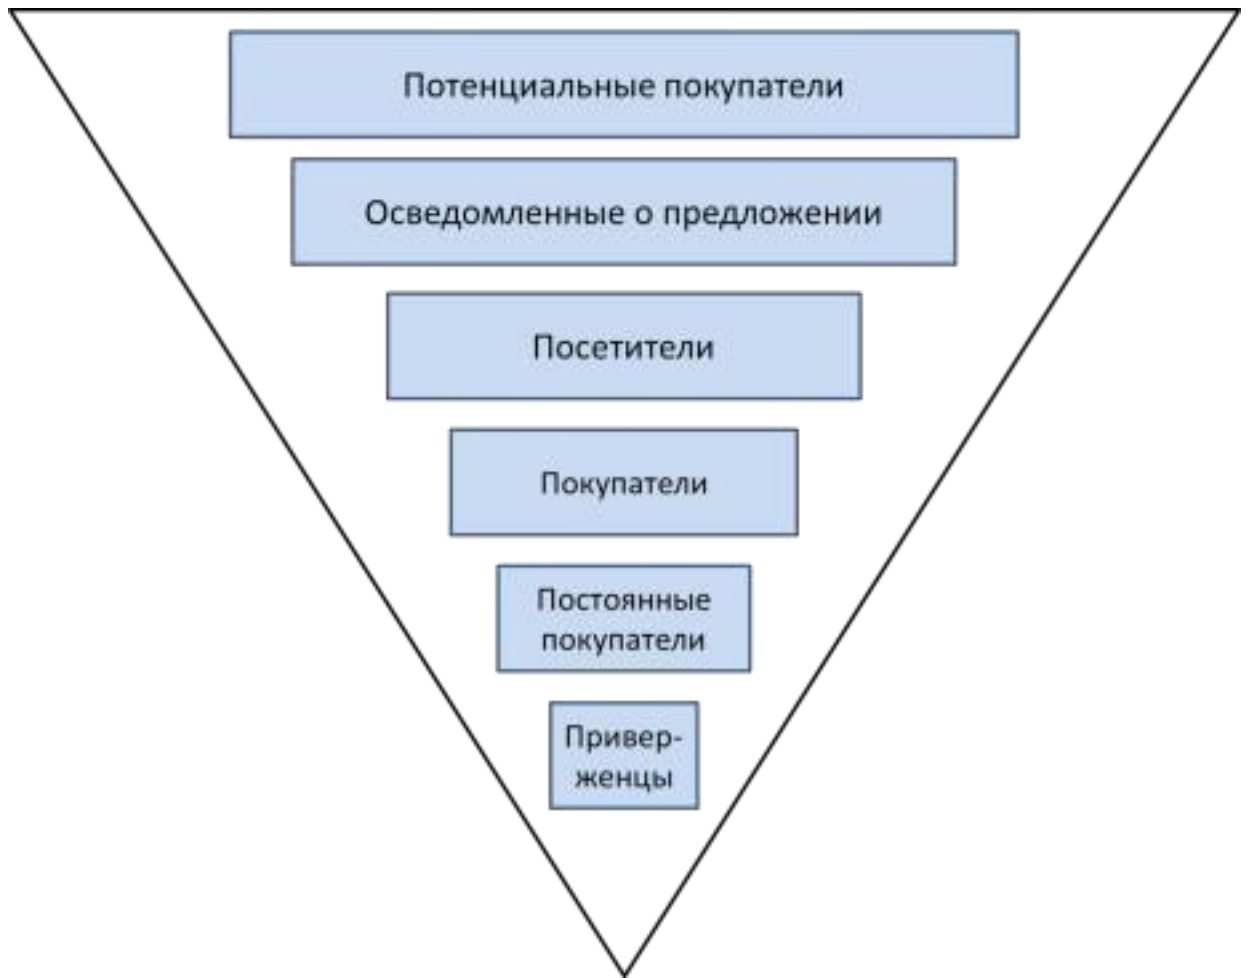 Потенциальные покупатели
Осведомленные о предложении
Посетители
Покупатели
Постоянные
покупатели
Привер-
женцы